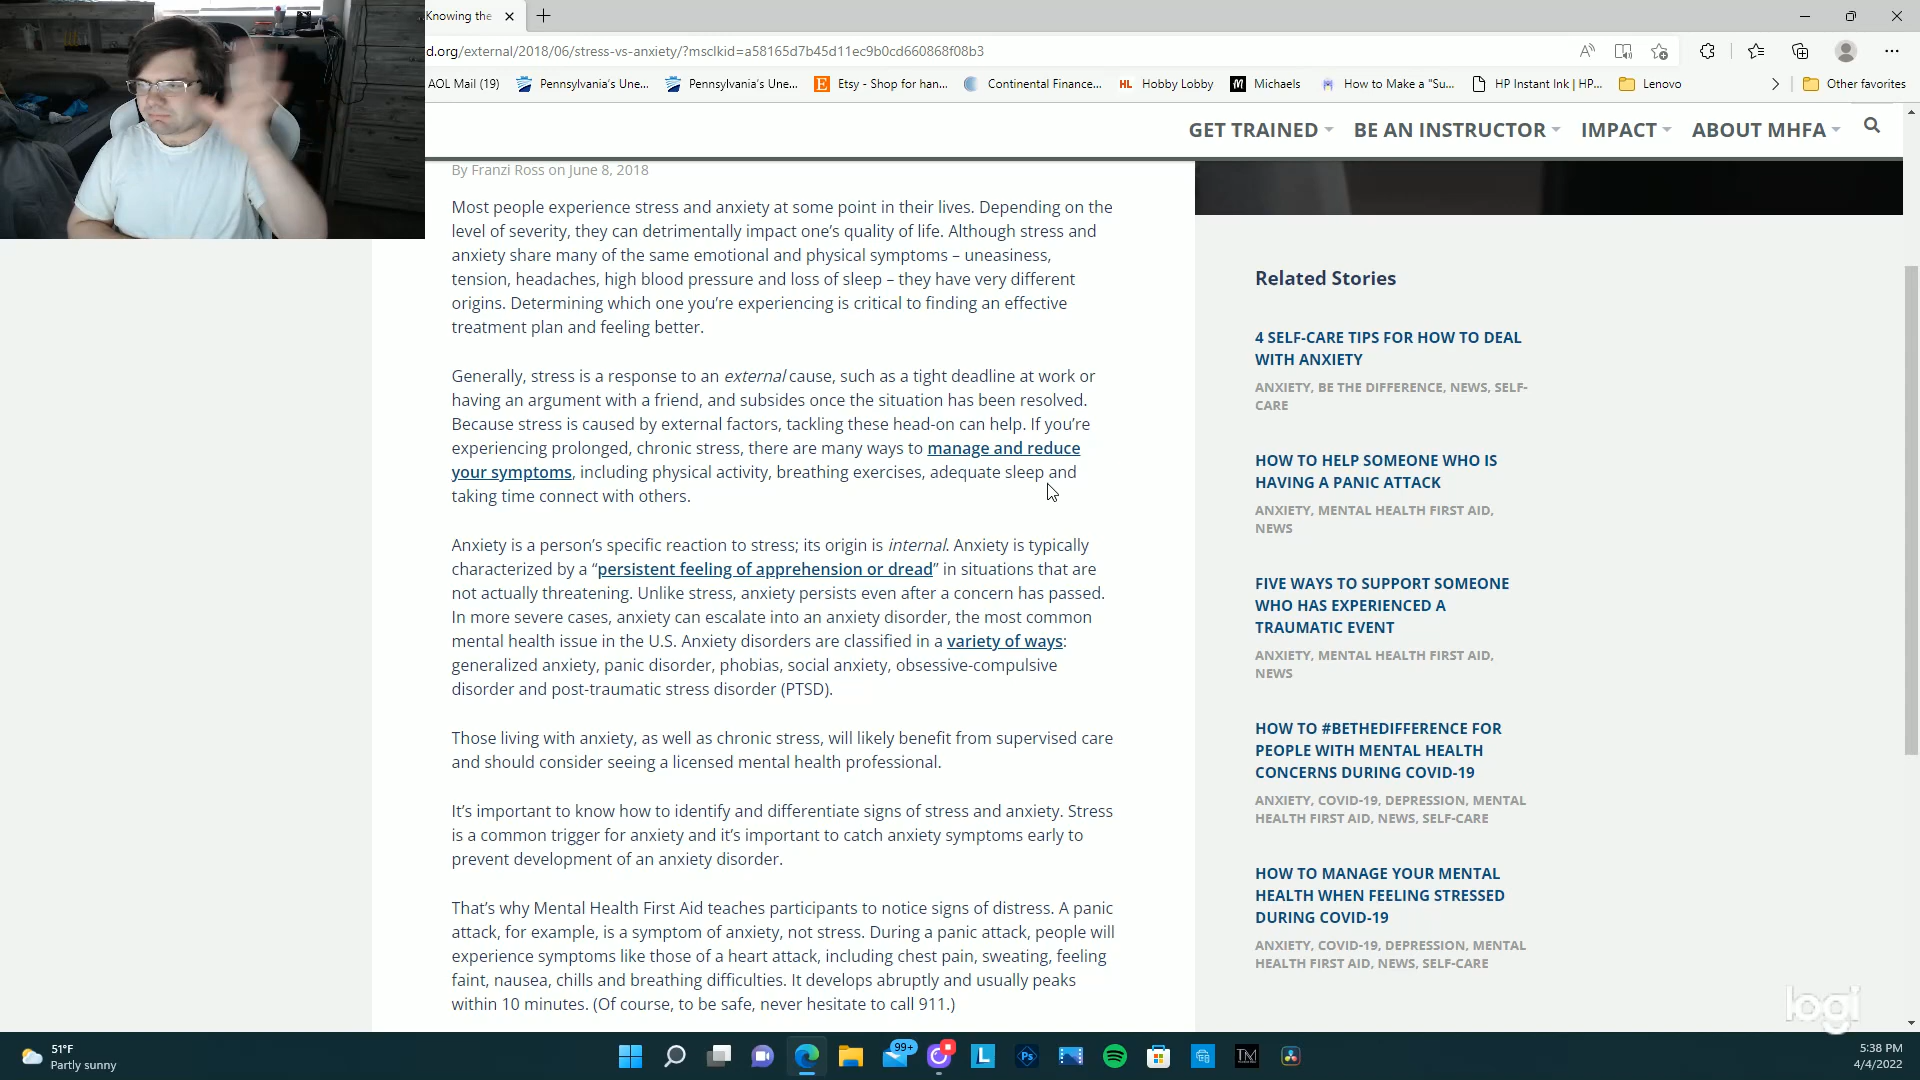 Knowing the
d.org/external/2018/06/stress-vs-anxiety/?msclkid=a58165d7b45d11ec9b0cd660868f08b3
AOL Mail (19)
Pennsylvania's Une...
Pennsylvania's Une...
Etsy - Shop for han...
Continental Finance...
HL Hobby Lobby
Michaels
How to Make a "Su...
HP Instant Ink | HP...
Lenovo
Other favorites
GET TRAINED
BE AN INSTRUCTOR
IMPACT
ABOUT MHFA
By Franzi Ross on June 8, 2018
Most people experience stress and anxiety at some point in their lives. Depending on the
level of severity, they can detrimentally impact one’s quality of life. Although stress and
anxiety share many of the same emotional and physical symptoms – uneasiness,
tension, headaches, high blood pressure and loss of sleep – they have very different
origins. Determining which one you’re experiencing is critical to finding an effective
treatment plan and feeling better.
Generally, stress is a response to an external cause, such as a tight deadline at work or
having an argument with a friend, and subsides once the situation has been resolved.
Because stress is caused by external factors, tackling these head-on can help. If you’re
experiencing prolonged, chronic stress, there are many ways to manage and reduce
your symptoms, including physical activity, breathing exercises, adequate sleep and
taking time connect with others.
Anxiety is a person’s specific reaction to stress; its origin is internal. Anxiety is typically
characterized by a “persistent feeling of apprehension or dread” in situations that are
not actually threatening. Unlike stress, anxiety persists even after a concern has passed.
In more severe cases, anxiety can escalate into an anxiety disorder, the most common
mental health issue in the U.S. Anxiety disorders are classified in a variety of ways:
generalized anxiety, panic disorder, phobias, social anxiety, obsessive-compulsive
disorder and post-traumatic stress disorder (PTSD).
Those living with anxiety, as well as chronic stress, will likely benefit from supervised care
and should consider seeing a licensed mental health professional.
It’s important to know how to identify and differentiate signs of stress and anxiety. Stress
is a common trigger for anxiety and it’s important to catch anxiety symptoms early to
prevent development of an anxiety disorder.
That’s why Mental Health First Aid teaches participants to notice signs of distress. A panic
attack, for example, is a symptom of anxiety, not stress. During a panic attack, people will
experience symptoms like those of a heart attack, including chest pain, sweating, feeling
faint, nausea, chills and breathing difficulties. It develops abruptly and usually peaks
within 10 minutes. (Of course, to be safe, never hesitate to call 911.)
Related Stories
4 SELF-CARE TIPS FOR HOW TO DEAL
WITH ANXIETY
ANXIETY, BE THE DIFFERENCE, NEWS, SELF-
CARE
HOW TO HELP SOMEONE WHO IS
HAVING A PANIC ATTACK
ANXIETY, MENTAL HEALTH FIRST AID,
NEWS
FIVE WAYS TO SUPPORT SOMEONE
WHO HAS EXPERIENCED A
TRAUMATIC EVENT
ANXIETY, MENTAL HEALTH FIRST AID,
NEWS
HOW TO #BETHEDIFFERENCE FOR
PEOPLE WITH MENTAL HEALTH
CONCERNS DURING COVID-19
ANXIETY, COVID-19, DEPRESSION, MENTAL
HEALTH FIRST AID, NEWS, SELF-CARE
HOW TO MANAGE YOUR MENTAL
HEALTH WHEN FEELING STRESSED
DURING COVID-19
ANXIETY, COVID-19, DEPRESSION, MENTAL
HEALTH FIRST AID, NEWS, SELF-CARE
logi
51°F
Partly sunny
99+
L
Ps
TM
5:38 PM
4/4/2022